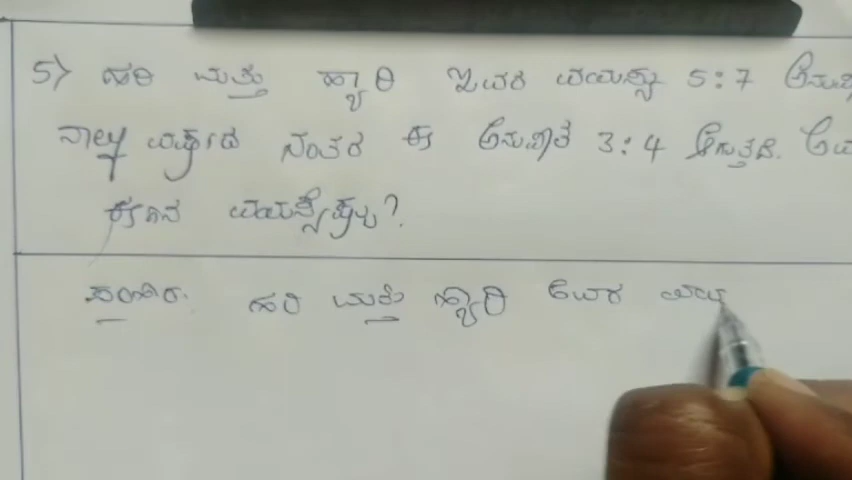 5) ಹರಿ ಮತ್ತು ಹ್ಯಾರಿ ಇವರ ವಯಸ್ಸು 5:7
ನಾಲ್ಕು ವರ್ಷಗಳ ನಂತರ ಈ ಅನುಪಾತ 3:4 ಆಗುತ್ತದೆ.
ಈಗಿನ ವಯಸ್ಸೆಷ್ಟು?
ಪರಿಹಾರ: ಹರಿ ಮತ್ತು ಹ್ಯಾರಿ ಅವರ